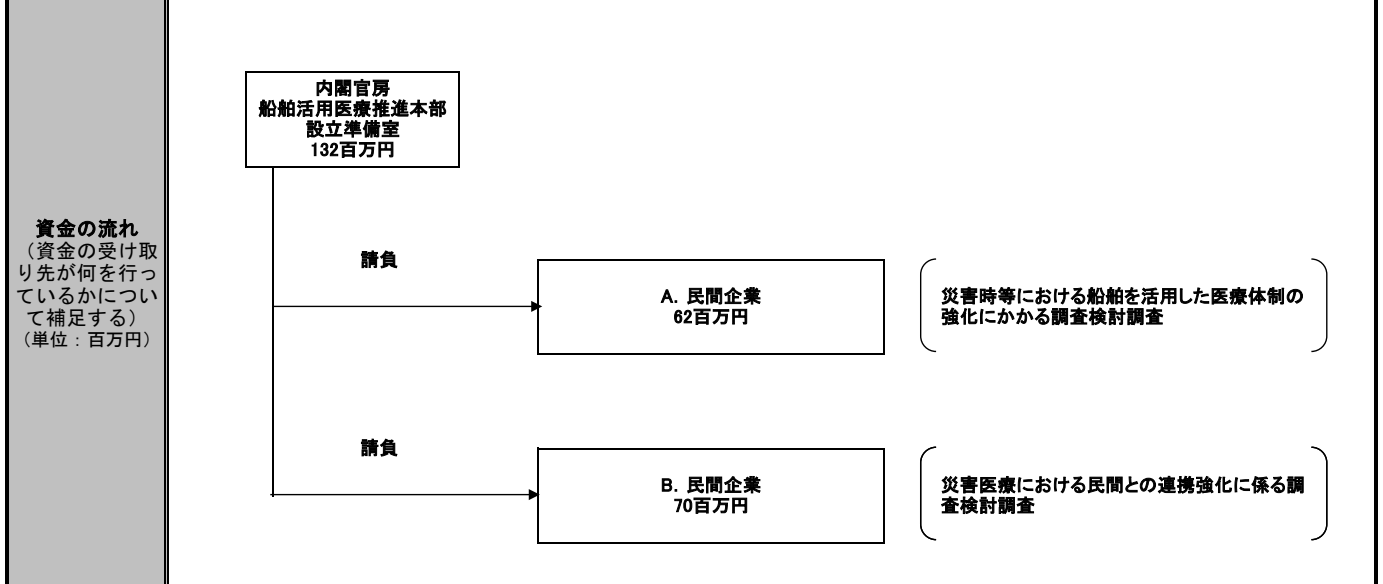 資金の流れ
（資金の受け取
り先が何を行っ
ているかについ
て補足する）
（単位：百万円）
内閣官房
船舶活用医療推進本部
設立準備室
132百万円
請負
A. 民間企業
62百万円
災害時等における船舶を活用した医療体制の
強化にかかる調査検討調査
請負
B. 民間企業
70百万円
災害医療における民間との連携強化に係る調
査検討調査